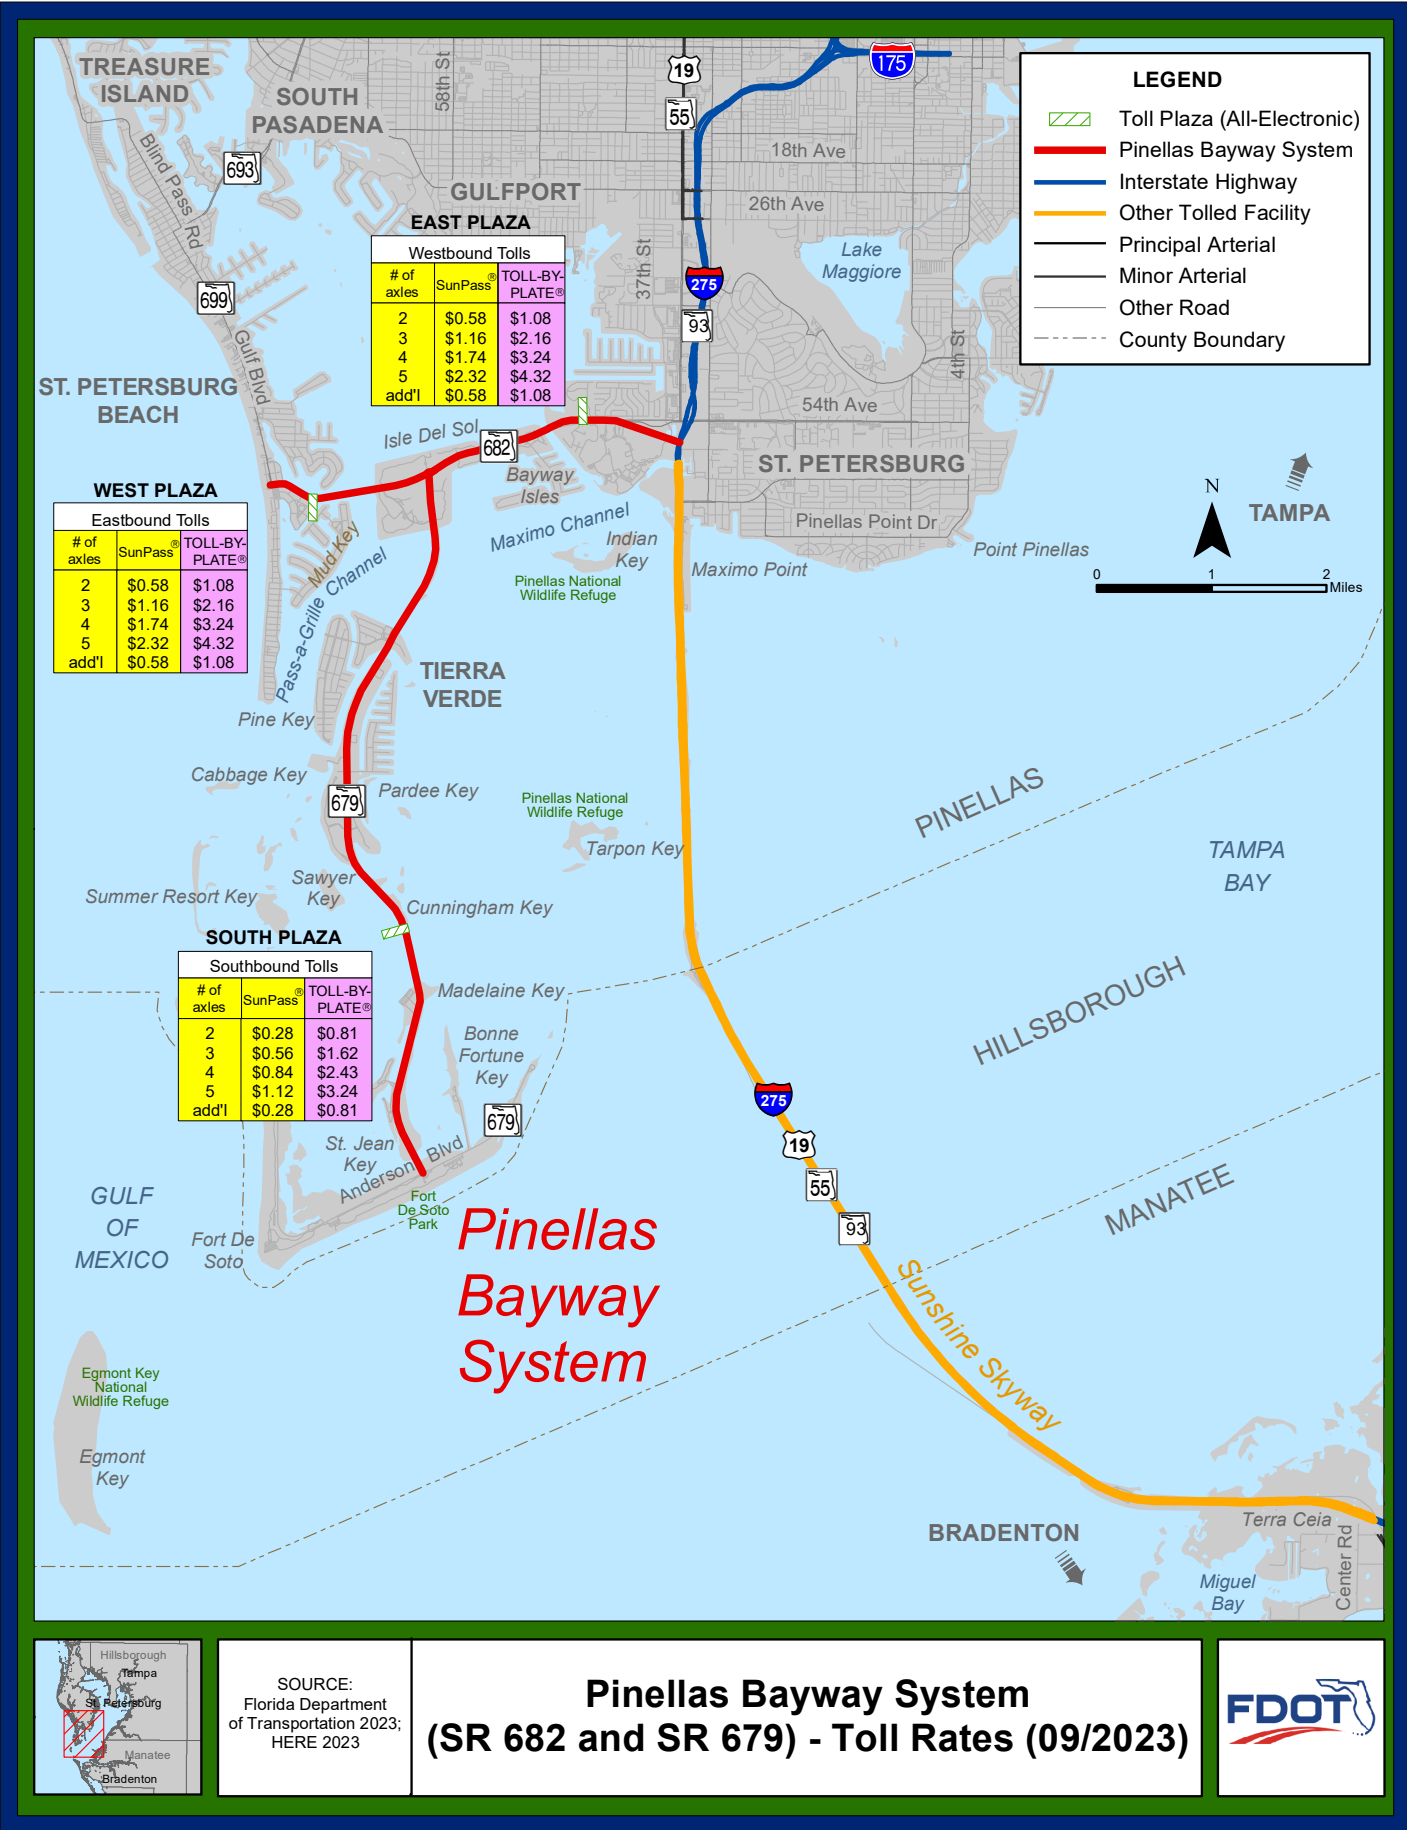 TREASURE
ISLAND
SOUTH
PASADENA
58th St
19
55
175
693
Blind Pass Rd
18th Ave
GULFPORT
26th Ave
LEGEND
Toll Plaza (All-Electronic)
Pinellas Bayway System
Interstate Highway
Other Tolled Facility
Principal Arterial
Minor Arterial
Other Road
County Boundary
EAST PLAZA
Westbound Tolls
# of axles SunPass® TOLL-BY-PLATE®
2 $0.58 $1.08
3 $1.16 $2.16
4 $1.74 $3.24
5 $2.32 $4.32
add'l $0.58 $1.08
37th St
Lake
Maggiore
275
93
699
Gulf Blvd
4th St
ST. PETERSBURG
BEACH
54th Ave
Isle Del Sol
682
Bayway
Isles
ST. PETERSBURG
N
TAMPA
0 1 2
Miles
WEST PLAZA
Eastbound Tolls
# of axles SunPass® TOLL-BY-PLATE®
2 $0.58 $1.08
3 $1.16 $2.16
4 $1.74 $3.24
5 $2.32 $4.32
add'l $0.58 $1.08
Mud Key
Pass-a-Grille Channel
Maximo Channel
Indian
Key
Pinellas Point Dr
Point Pinellas
Maximo Point
Pinellas National
Wildlife Refuge
TIERRA
VERDE
Pine Key
Cabbage Key
679
Pardee Key
Pinellas National
Wildlife Refuge
Tarpon Key
PINELLAS
TAMPA
BAY
Summer Resort Key
Sawyer
Key
Cunningham Key
SOUTH PLAZA
Southbound Tolls
# of axles SunPass® TOLL-BY-PLATE®
2 $0.28 $0.81
3 $0.56 $1.62
4 $0.84 $2.43
5 $1.12 $3.24
add'l $0.28 $0.81
Madelaine Key
Bonne
Fortune
Key
HILLSBOROUGH
679
275
19
55
93
St. Jean
Key
Anderson Blvd
Fort
De Soto
Park
MANATEE
GULF
OF
MEXICO
Fort De
Soto
Pinellas
Bayway
System
Sunshine Skyway
Egmont Key
National
Wildlife Refuge
Egmont
Key
BRADENTON
Terra Ceia
Center Rd
Miguel
Bay
Hillsborough
Tampa
St. Petersburg
Manatee
Bradenton
SOURCE:
Florida Department
of Transportation 2023;
HERE 2023
Pinellas Bayway System
(SR 682 and SR 679) - Toll Rates (09/2023)
FDOT